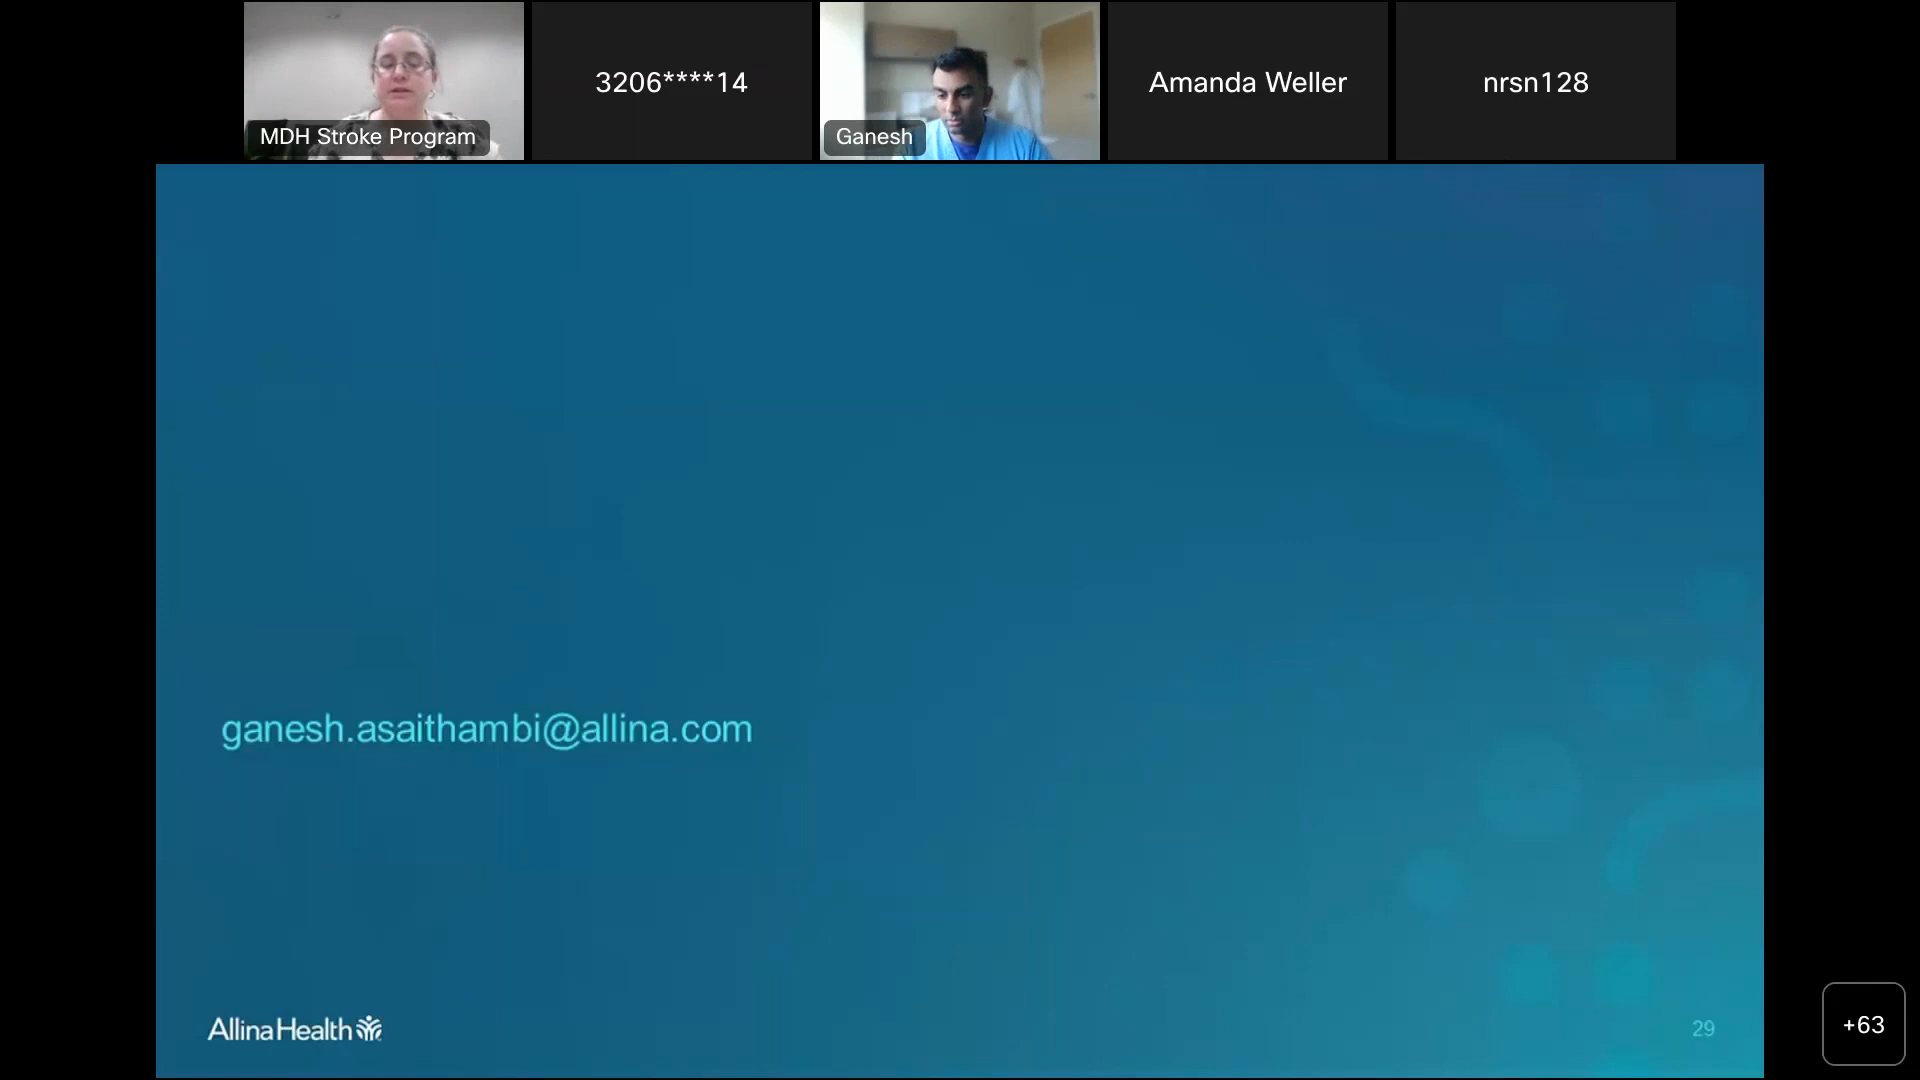 MDH Stroke Program
3206****14
Ganesh
Amanda Weller
nrsn128
ganesh.asaithambi@allina.com
AllinaHealth
29
+63